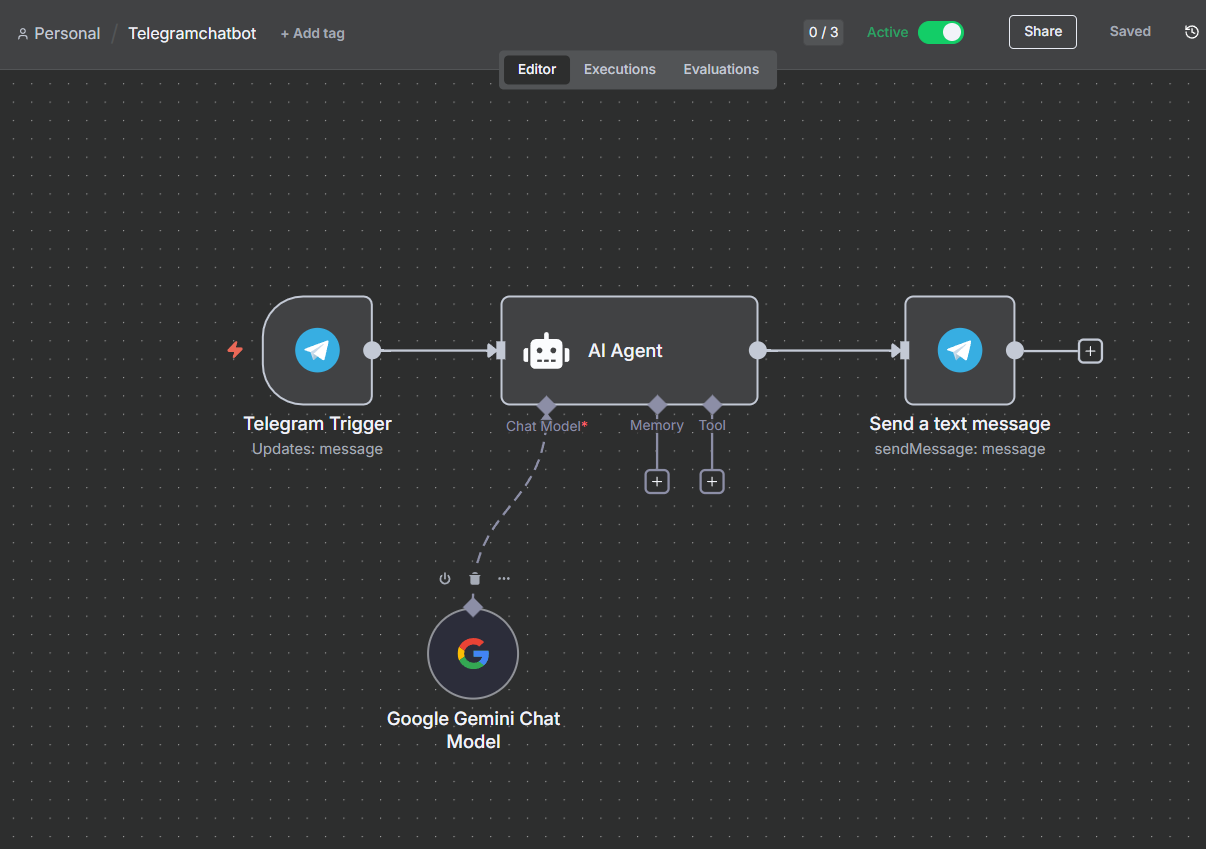 Personal / Telegramchatbot + Add tag 0 / 3 Active Share Saved
Editor Executions Evaluations
AI Agent
Telegram Trigger
Updates: message
Chat Model*
Memory
Tool
Send a text message
sendMessage: message
Google Gemini Chat
Model